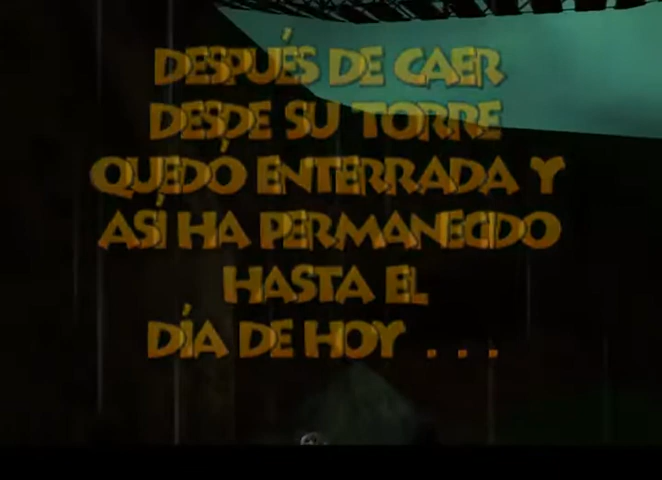 DESPUÉS DE CAER
DESDE SU TORRE
QUEDÓ ENTERRADA Y
ASÍ HA PERMANECIDO
HASTA EL
DÍA DE HOY . . .